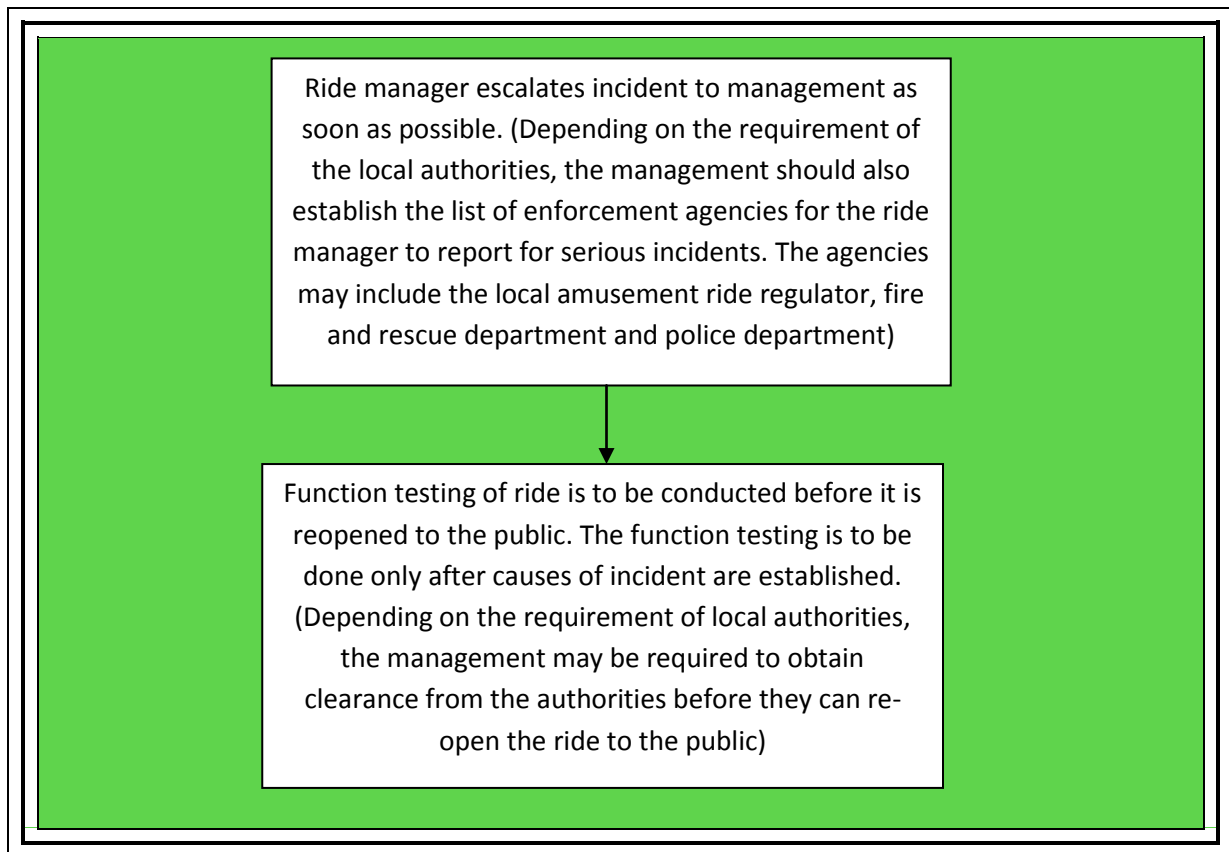 Ride manager escalates incident to management as
soon as possible. (Depending on the requirement of
the local authorities, the management should also
establish the list of enforcement agencies for the ride
manager to report for serious incidents. The agencies
may include the local amusement ride regulator, fire
and rescue department and police department)
Function testing of ride is to be conducted before it is
reopened to the public. The function testing is to be
done only after causes of incident are established.
(Depending on the requirement of local authorities,
the management may be required to obtain
clearance from the authorities before they can re-
open the ride to the public)